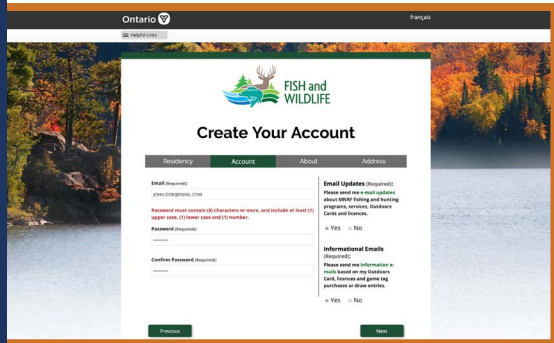 Ontario
français
Helpful Links
FISH and
WILDLIFE
Create Your Account
Residency
Account
About
Address
Email (Required):
JOHN.DOE@EMAIL.COM
Password must contain (8) characters or more, and include at least (1)
upper case, (1) lower case and (1) number.
Password (Required):
Confirm Password (Required):
Email Updates (Required):
Please send me e-mail updates
about MNRF fishing and hunting
programs, services, Outdoors
Cards and licences.
Yes No
Informational Emails
(Required):
Please send me information e-
mails based on my Outdoors
Card, licences and game tag
purchases or draw entries.
Yes No
Previous
Next